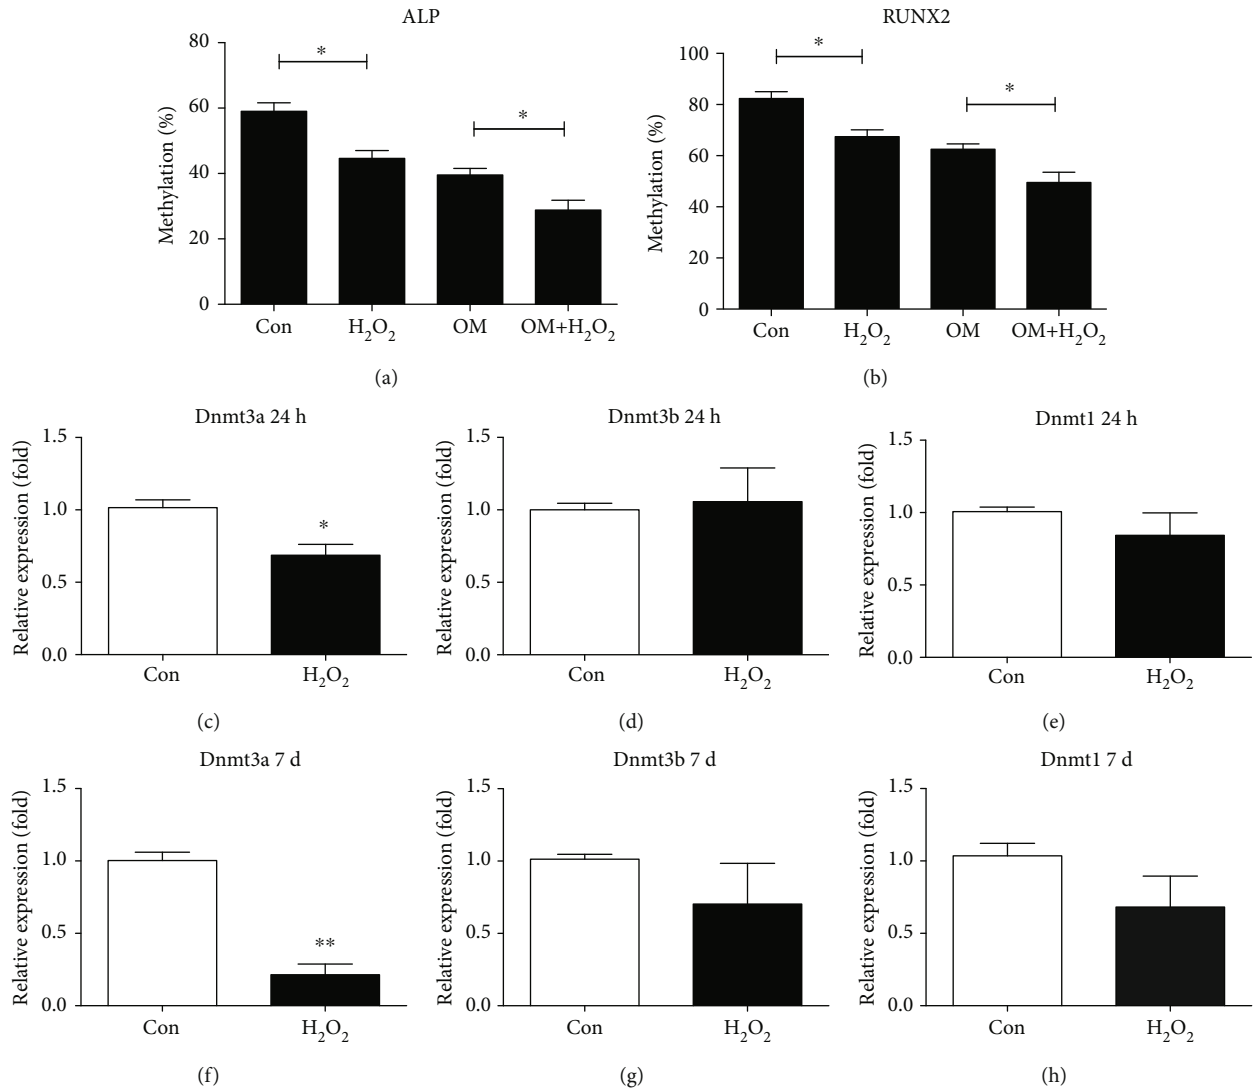 ALP
RUNX2
Methylation (%)
80
60
40
20
0
*
*
Con
H₂O₂
OM
OM+H₂O₂
(a)
Methylation (%)
100
80
60
40
20
0
*
*
Con
H₂O₂
OM
OM+H₂O₂
(b)
Dnmt3a 24 h
Relative expression (fold)
1.5
1.0
0.5
0.0
*
Con
H₂O₂
(c)
Dnmt3b 24 h
Relative expression (fold)
1.5
1.0
0.5
0.0
Con
H₂O₂
(d)
Dnmt1 24 h
Relative expression (fold)
1.5
1.0
0.5
0.0
Con
H₂O₂
(e)
Dnmt3a 7 d
Relative expression (fold)
1.5
1.0
0.5
0.0
**
Con
H₂O₂
(f)
Dnmt3b 7 d
Relative expression (fold)
1.5
1.0
0.5
0.0
Con
H₂O₂
(g)
Dnmt1 7 d
Relative expression (fold)
1.5
1.0
0.5
0.0
Con
H₂O₂
(h)